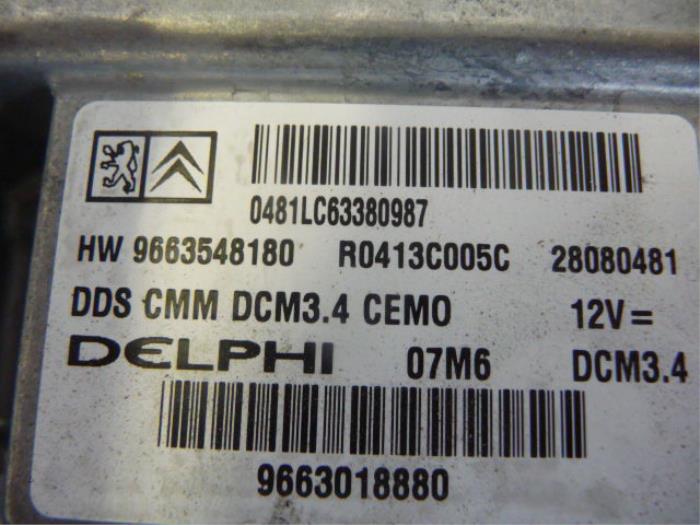 0481LC63380987
HW 9663548180 R0413C005C 28080481
DDS CMM DCM3.4 CEMO 12V=
DELPHI 07M6 DCM3.4
9663018880